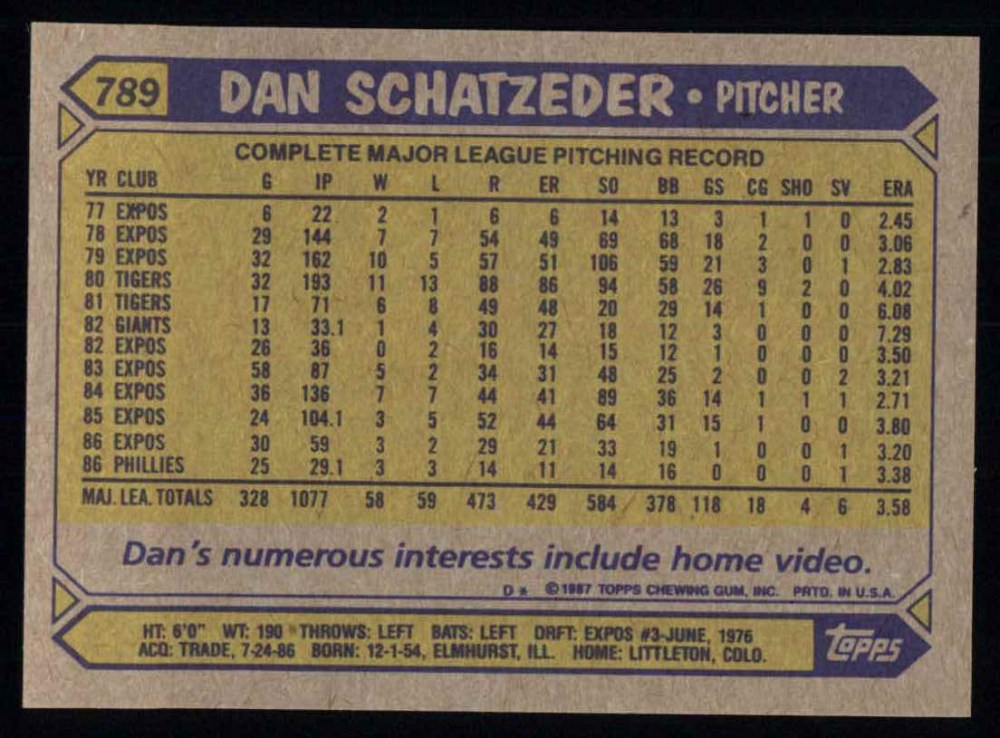 789 DAN SCHATZEDER • PITCHER
COMPLETE MAJOR LEAGUE PITCHING RECORD
YR CLUB G IP W L R ER SO BB GS CG SHO SV ERA
77 EXPOS 6 22 2 1 6 6 14 13 3 1 1 0 2.45
78 EXPOS 29 144 7 7 54 49 69 68 18 2 0 0 3.06
79 EXPOS 32 162 10 5 57 51 106 59 21 3 0 1 2.83
80 TIGERS 32 193 11 13 88 86 94 58 26 9 2 0 4.02
81 TIGERS 17 71 6 8 49 48 20 29 14 1 0 0 6.08
82 GIANTS 13 33.1 1 4 30 27 18 12 3 0 0 0 7.29
82 EXPOS 26 36 0 2 16 14 15 12 1 0 0 0 3.50
83 EXPOS 58 87 5 2 34 31 48 25 2 0 0 2 3.21
84 EXPOS 36 136 7 7 44 41 89 36 14 1 1 1 2.71
85 EXPOS 24 104.1 3 5 52 44 64 31 15 1 0 0 3.80
86 EXPOS 30 59 3 2 29 21 33 19 1 0 0 1 3.20
86 PHILLIES 25 29.1 3 3 14 11 14 16 0 0 0 1 3.38
MAJ. LEA. TOTALS 328 1077 58 59 473 429 584 378 118 18 4 6 3.58
Dan's numerous interests include home video.
D * © 1987 TOPPS CHEWING GUM, INC. PRTD. IN U.S.A.
HT: 6'0" WT: 190 THROWS: LEFT BATS: LEFT DRFT: EXPOS #3-JUNE, 1976
ACQ: TRADE, 7-24-86 BORN: 12-1-54, ELMHURST, ILL. HOME: LITTLETON, COLO.
topps